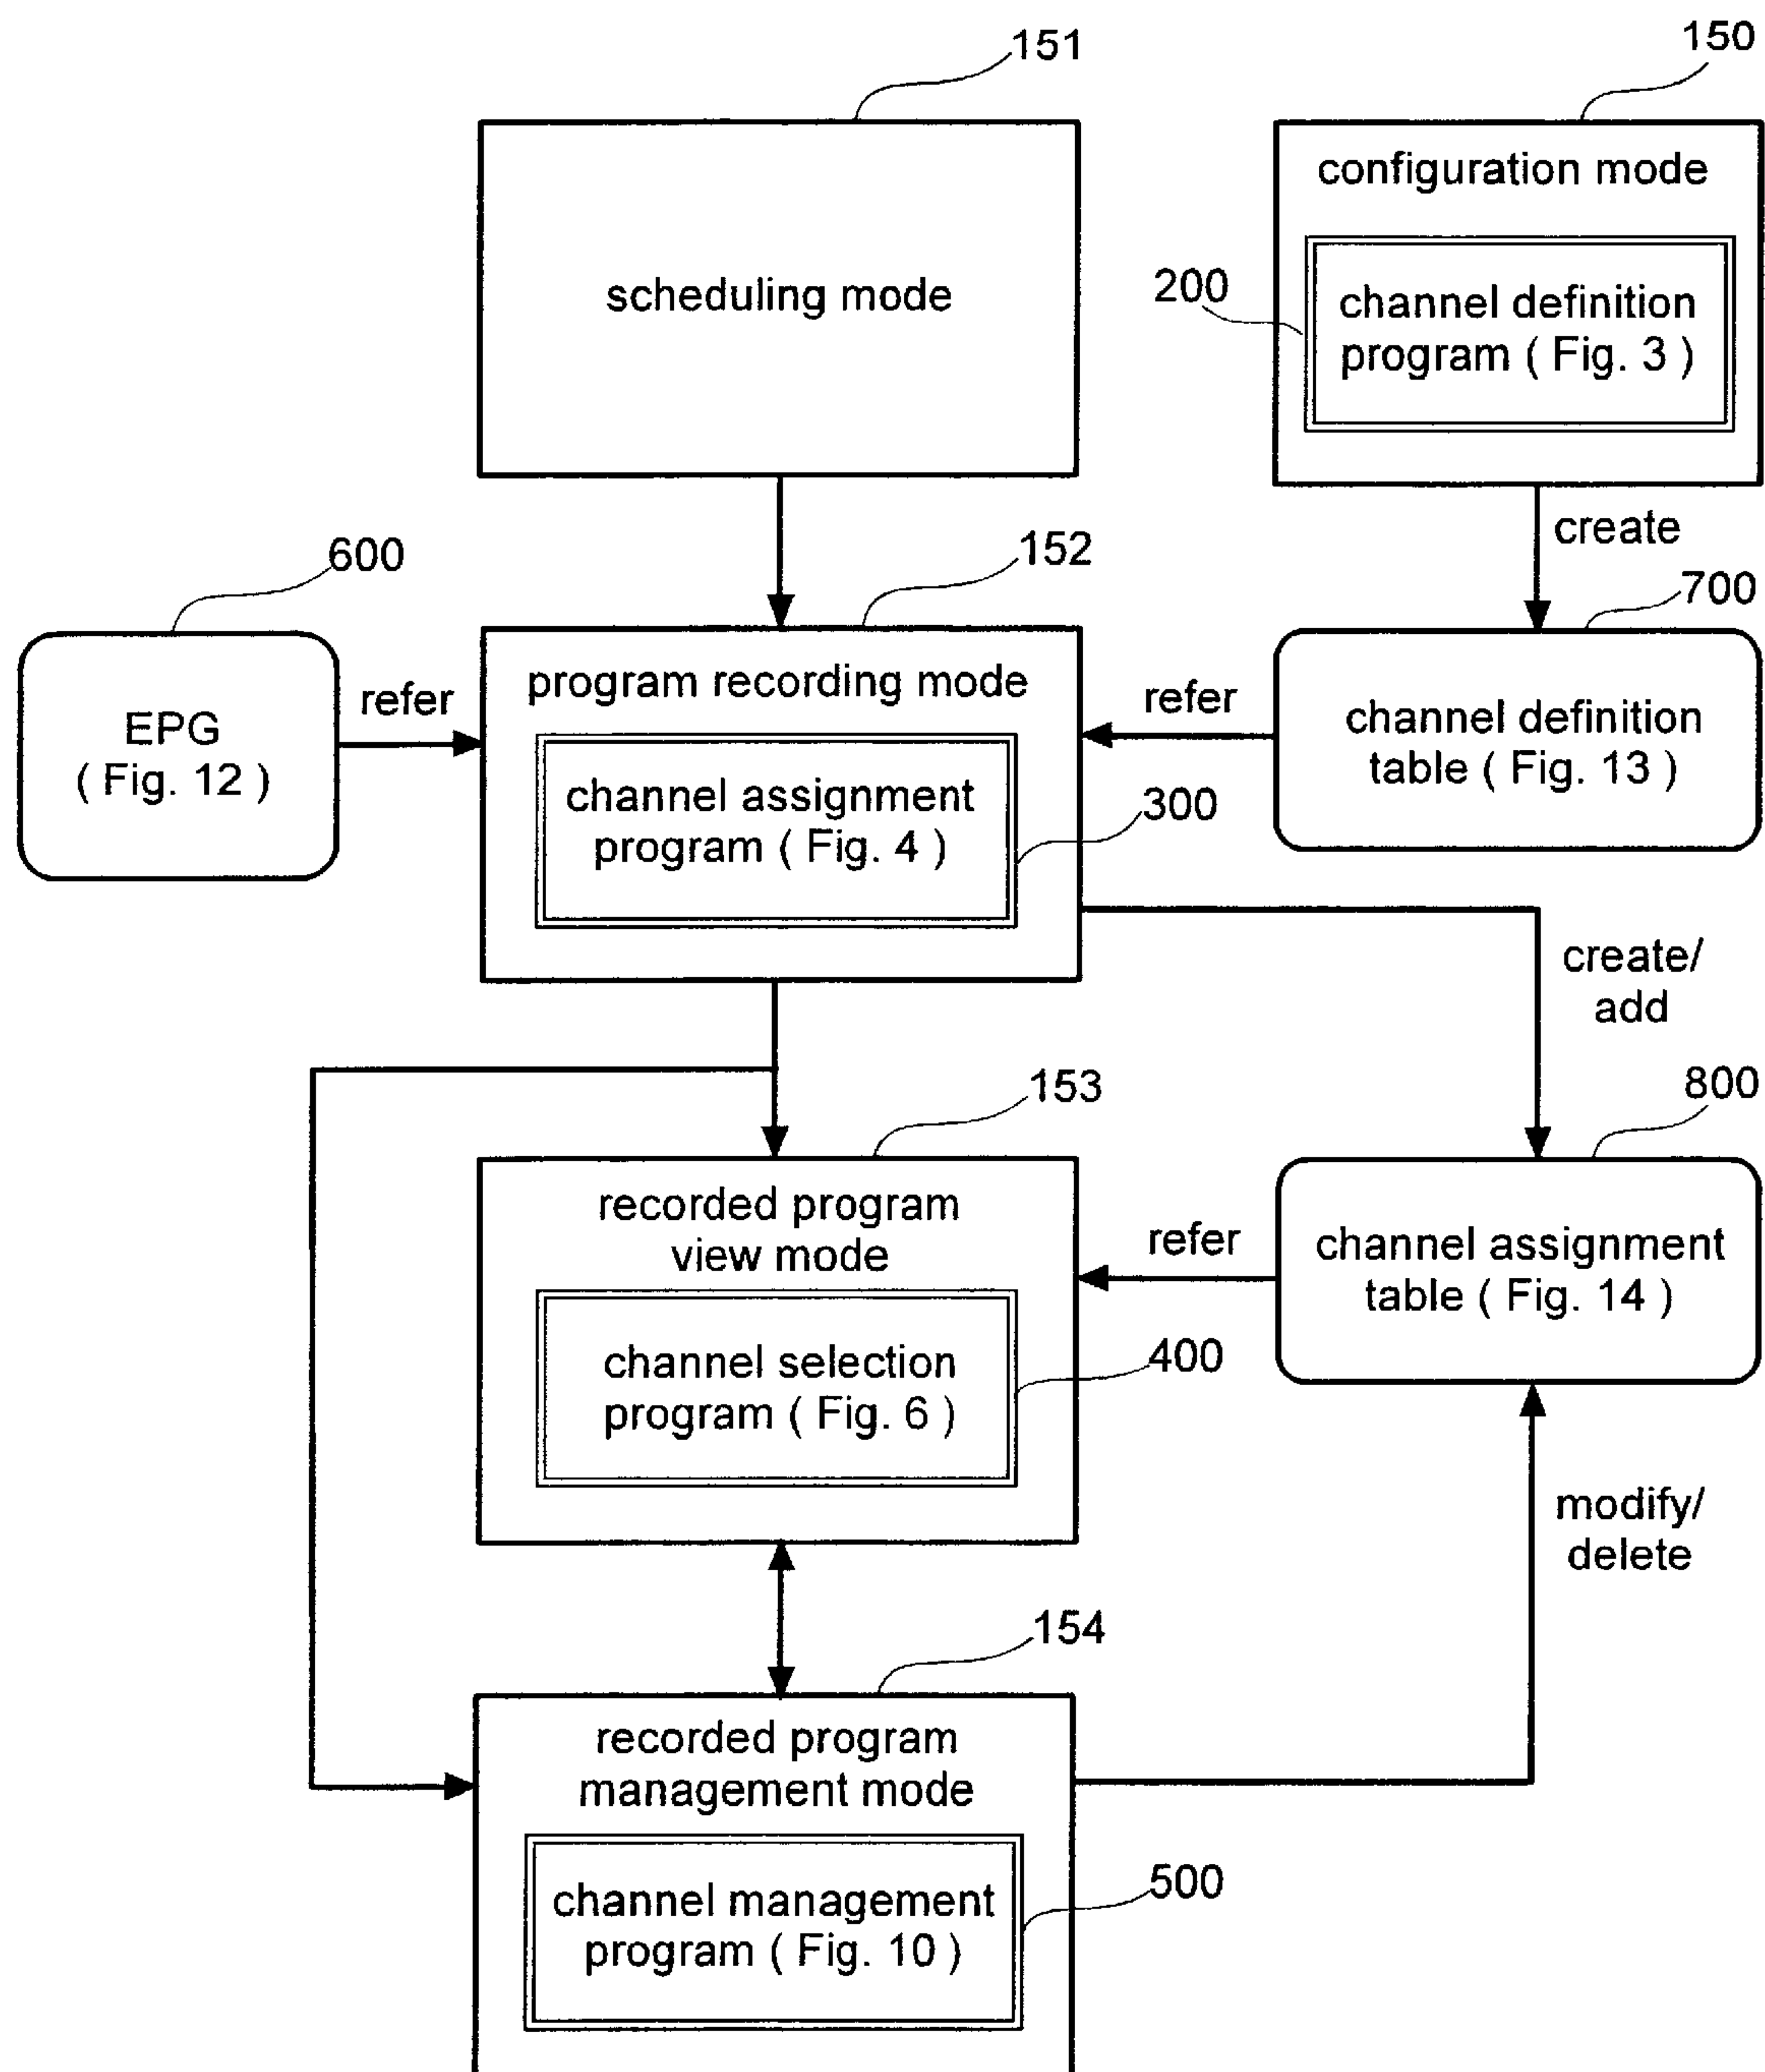 151
150
configuration mode
scheduling mode
200
channel definition
program ( Fig. 3 )
create
600
152
700
program recording mode
refer
refer
EPG
( Fig. 12 )
channel definition
table ( Fig. 13 )
channel assignment
program ( Fig. 4 )
300
create/
add
153
800
recorded program
view mode
refer
channel assignment
table ( Fig. 14 )
channel selection
program ( Fig. 6 )
400
modify/
delete
154
recorded program
management mode
channel management
program ( Fig. 10 )
500